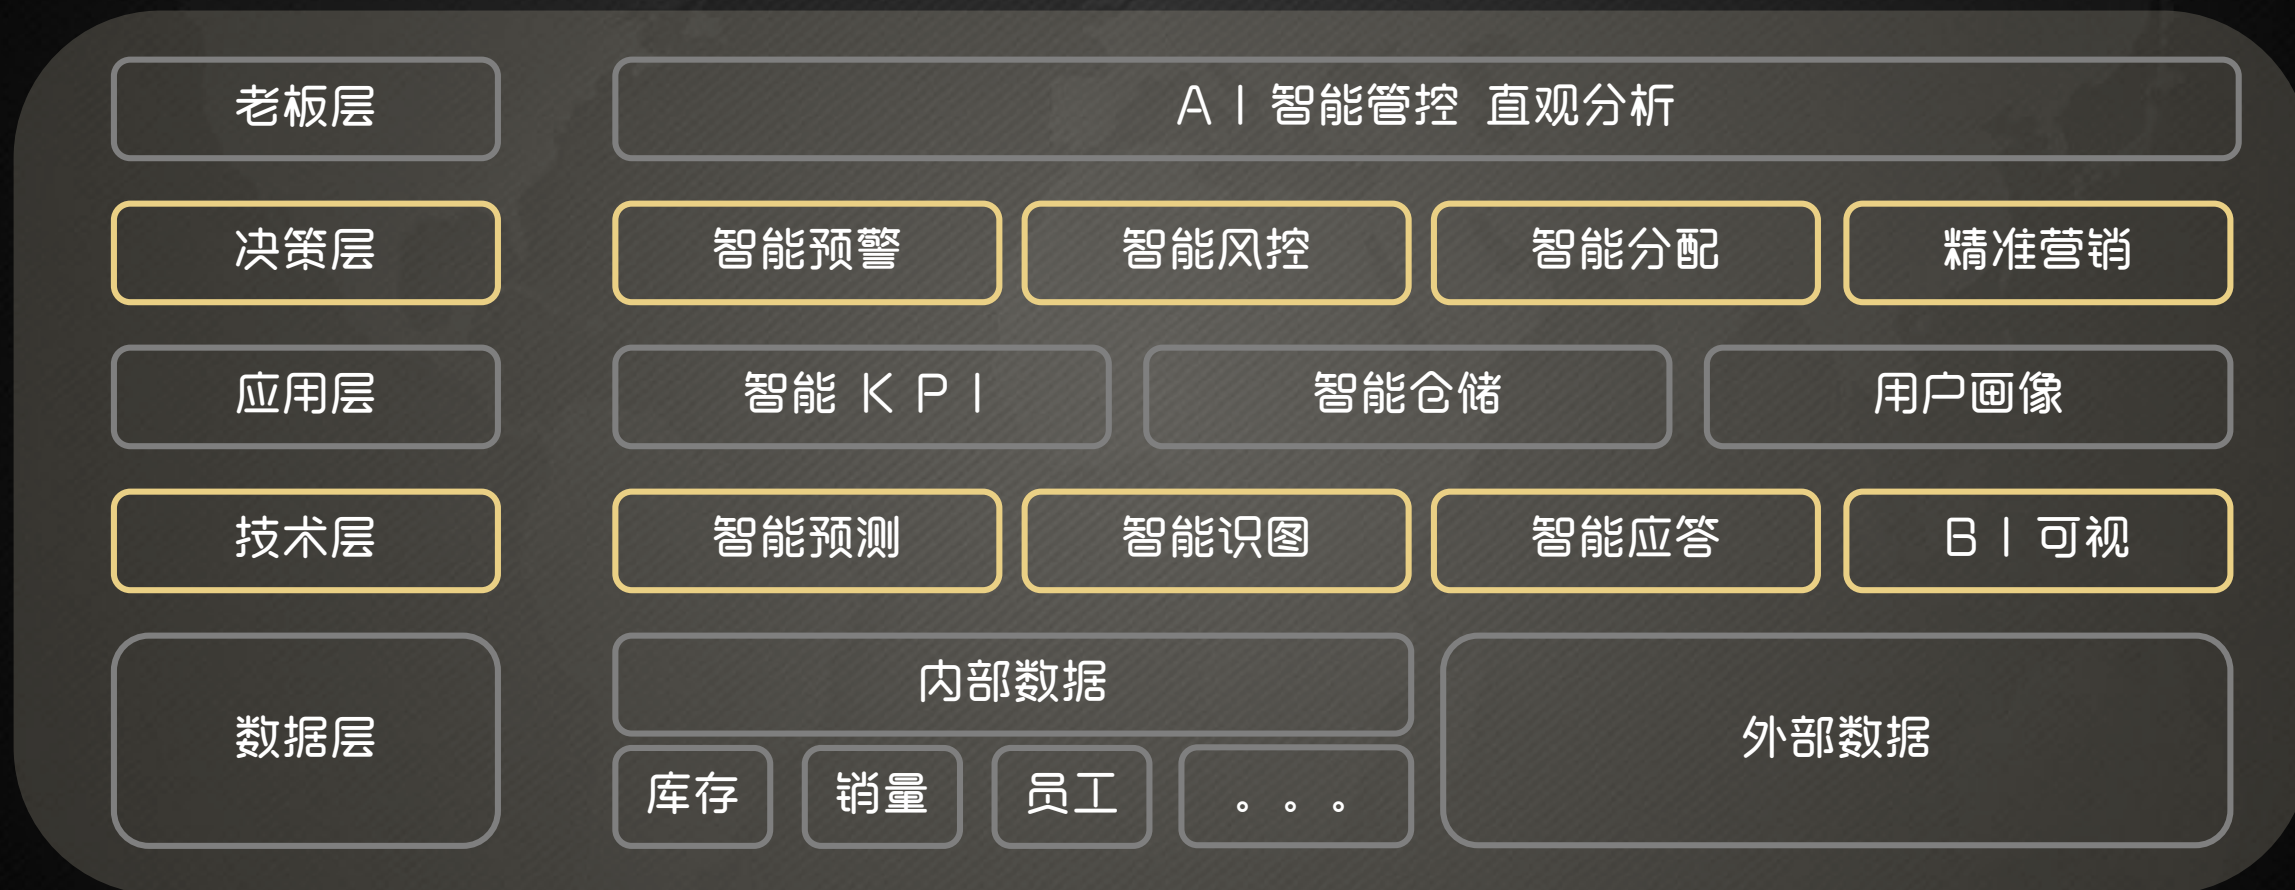 老板层
AI智能管控 直观分析
决策层
智能预警
智能风控
智能分配
精准营销
应用层
智能KPI
智能仓储
用户画像
技术层
智能预测
智能识图
智能应答
BI可视
数据层
内部数据
外部数据
库存
销量
员工
。。。